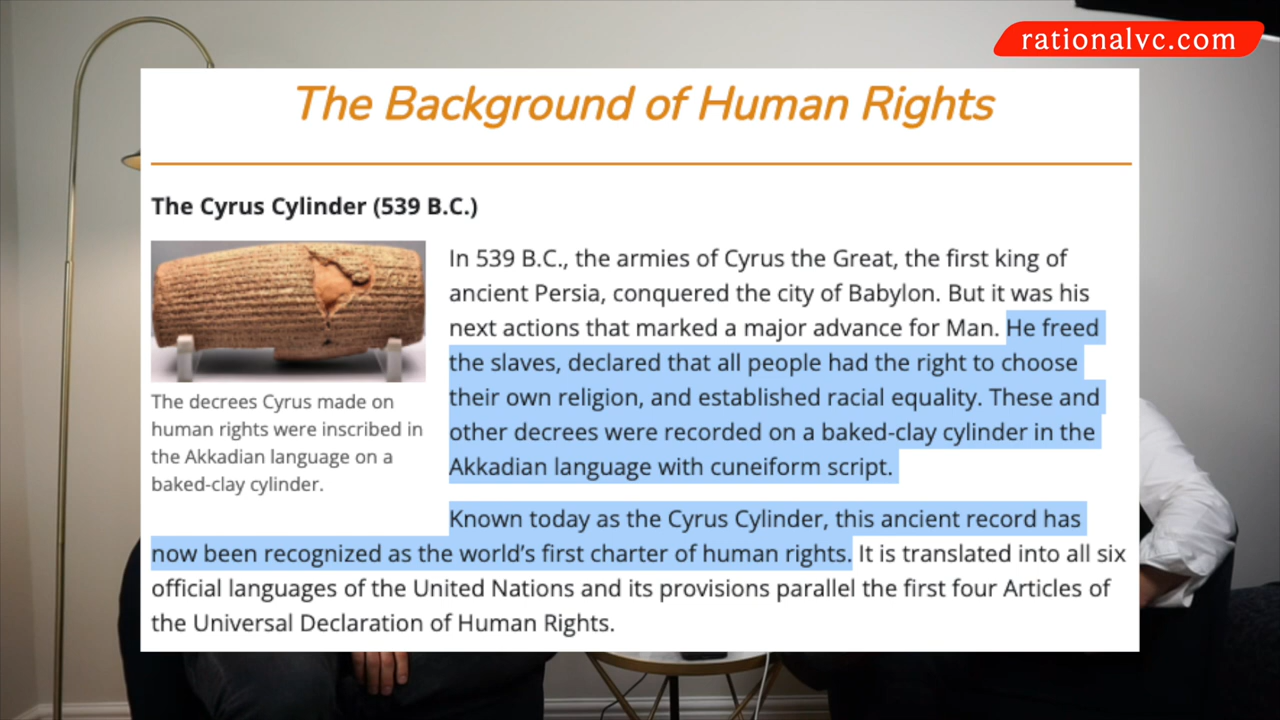 rationalvc.com
The Background of Human Rights
The Cyrus Cylinder (539 B.C.)
In 539 B.C., the armies of Cyrus the Great, the first king of
ancient Persia, conquered the city of Babylon. But it was his
next actions that marked a major advance for Man. He freed
the slaves, declared that all people had the right to choose
their own religion, and established racial equality. These and
other decrees were recorded on a baked-clay cylinder in the
Akkadian language with cuneiform script.
The decrees Cyrus made on
human rights were inscribed in
the Akkadian language on a
baked-clay cylinder.
Known today as the Cyrus Cylinder, this ancient record has
now been recognized as the world’s first charter of human rights. It is translated into all six
official languages of the United Nations and its provisions parallel the first four Articles of
the Universal Declaration of Human Rights.